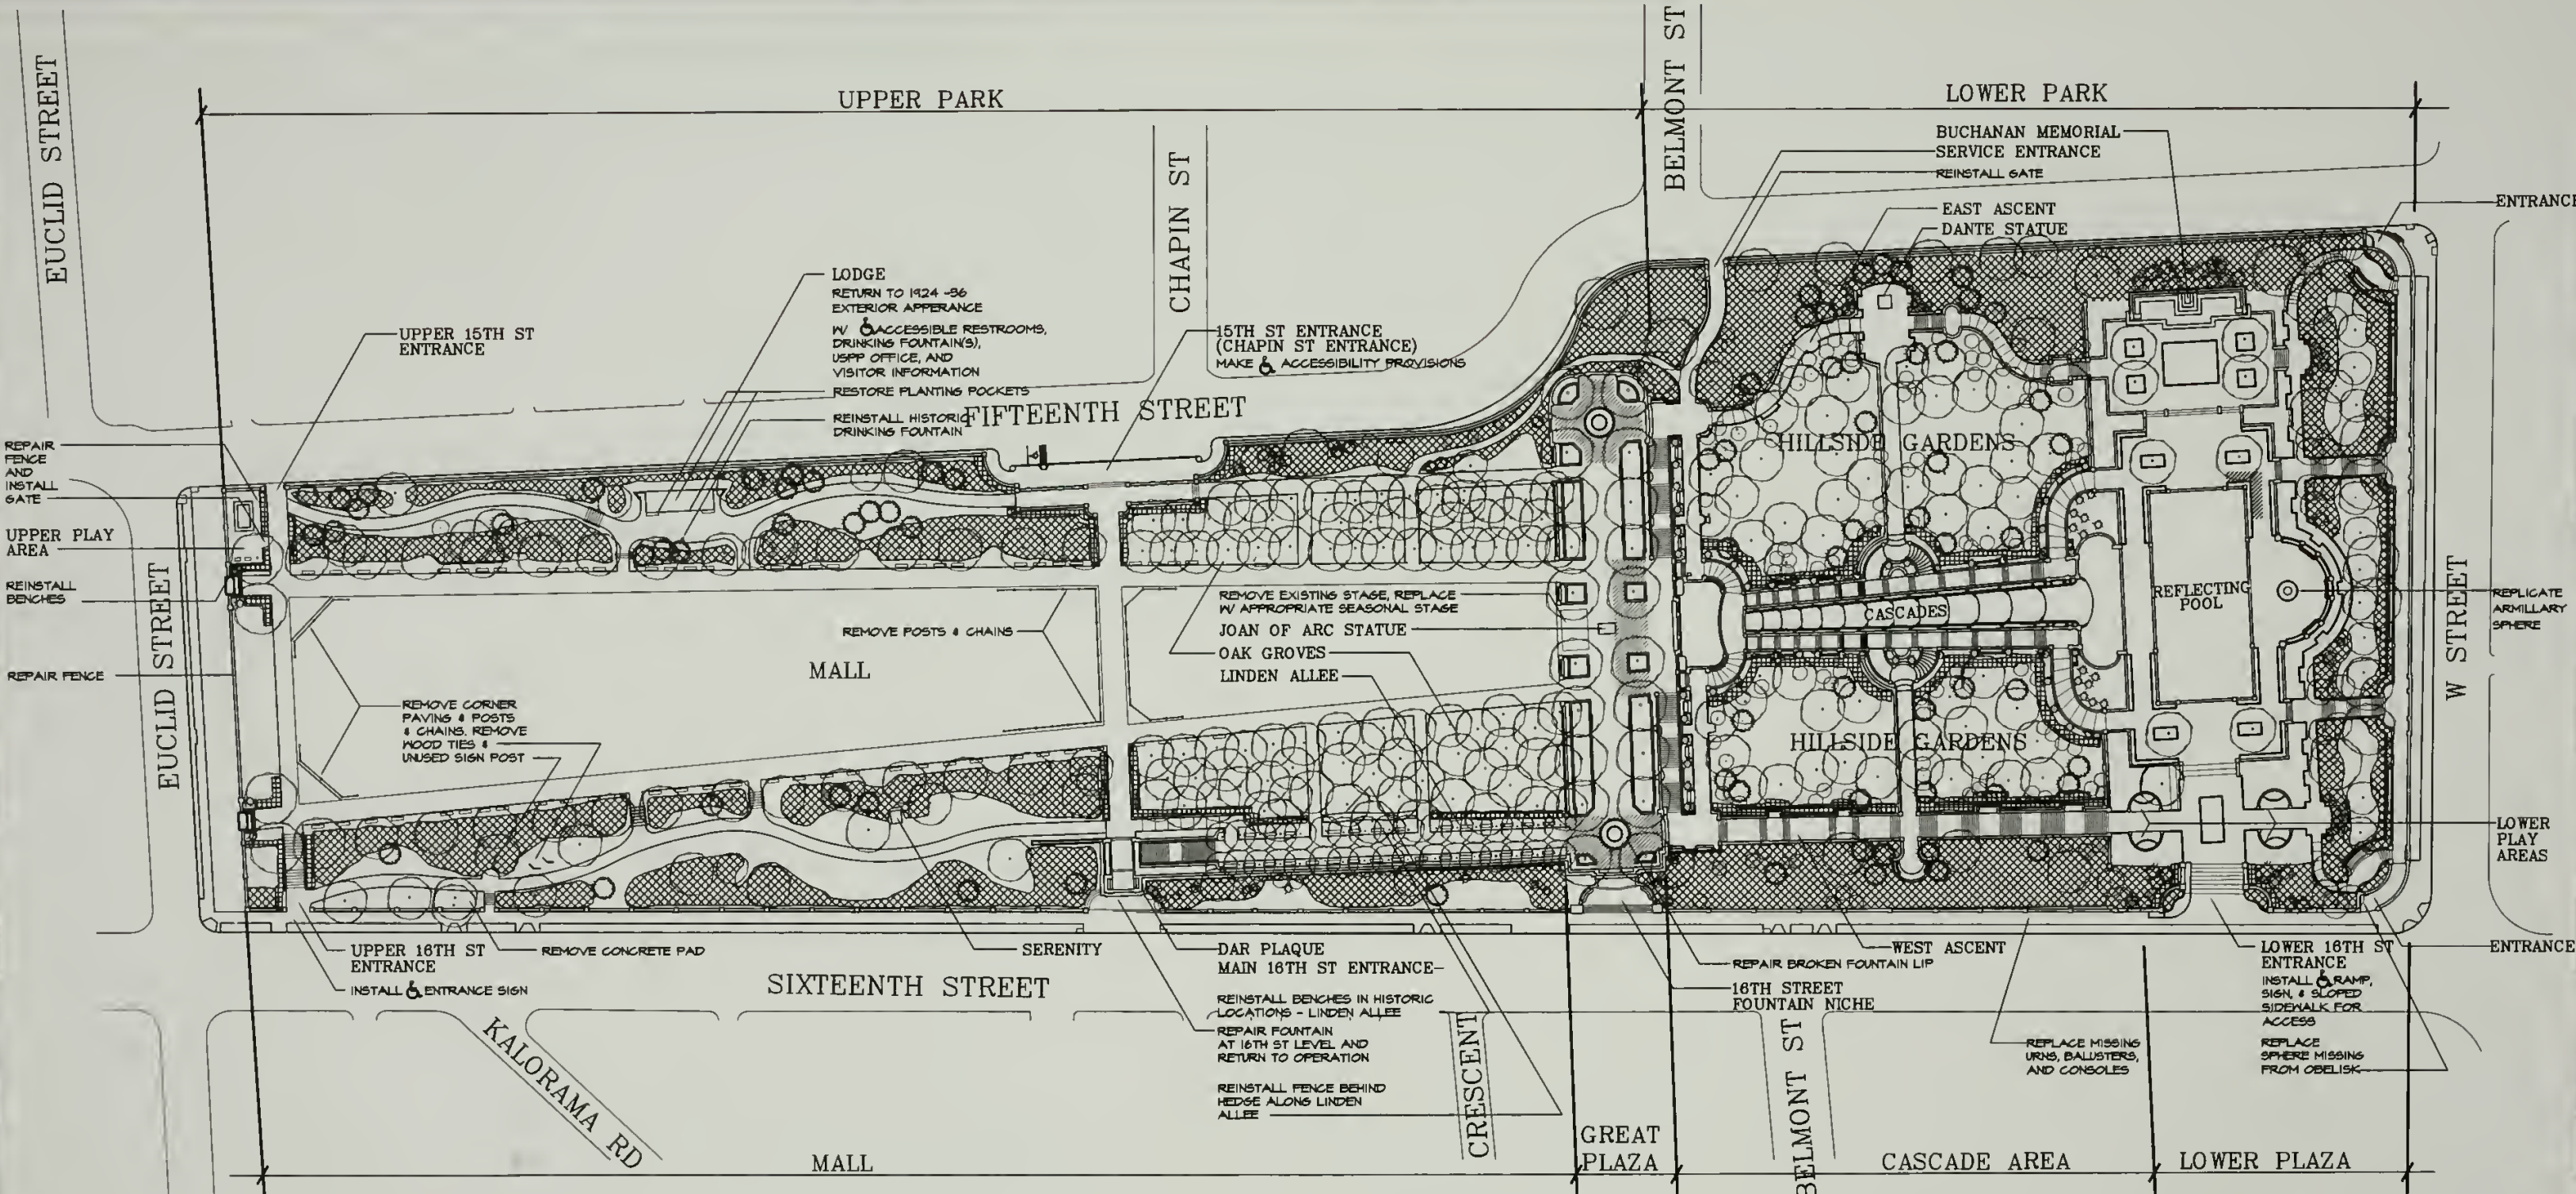 EUCLID STREET
UPPER PARK
BELMONT ST
LOWER PARK
BUCHANAN MEMORIAL
SERVICE ENTRANCE
REINSTALL GATE
EAST ASCENT
DANTE STATUE
ENTRANCE
CHAPIN ST
LODGE
RETURN TO 1924 -36
EXTERIOR APPERANCE
W/ ACCESSIBLE RESTROOMS,
DRINKING FOUNTAIN(S),
USPP OFFICE, AND
VISITOR INFORMATION
RESTORE PLANTING POCKETS
REINSTALL HISTORIC
DRINKING FOUNTAIN
UPPER 15TH ST
ENTRANCE
15TH ST ENTRANCE
(CHAPIN ST ENTRANCE)
MAKE ACCESSIBILITY PROVISIONS
FIFTEENTH STREET
REPAIR
FENCE
AND
INSTALL
GATE
UPPER PLAY
AREA
REINSTALL
BENCHES
REPAIR FENCE
EUCLID STREET
HILLSIDE GARDENS
REMOVE EXISTING STAGE, REPLACE
W/ APPROPRIATE SEASONAL STAGE
JOAN OF ARC STATUE
OAK GROVES
LINDEN ALLEE
REMOVE POSTS & CHAINS
MALL
CASCADES
REFLECTING
POOL
REPLICATE
ARMILLARY
SPHERE
W STREET
REMOVE CORNER
PAVING & POSTS
& CHAINS. REMOVE
WOOD TIES &
UNUSED SIGN POST
HILLSIDE GARDENS
LOWER
PLAY
AREAS
UPPER 16TH ST
ENTRANCE
INSTALL ENTRANCE SIGN
REMOVE CONCRETE PAD
SERENITY
SIXTEENTH STREET
DAR PLAQUE
MAIN 16TH ST ENTRANCE
REINSTALL BENCHES IN HISTORIC
LOCATIONS - LINDEN ALLEE
REPAIR FOUNTAIN
AT 16TH ST LEVEL AND
RETURN TO OPERATION
REINSTALL FENCE BEHIND
HEDGE ALONG LINDEN
ALLEE
WEST ASCENT
REPAIR BROKEN FOUNTAIN LIP
16TH STREET
FOUNTAIN NICHE
REPLACE MISSING
URNS, BALUSTERS,
AND CONSOLES
LOWER 16TH ST
ENTRANCE
INSTALL RAMP,
SIGN, & SLOPED
SIDEWALK FOR
ACCESS
REPLACE
SPHERE MISSING
FROM OBELISK
ENTRANCE
KALORAMA RD
CRESCENT
BELMONT ST
MALL
GREAT
PLAZA
CASCADE AREA
LOWER PLAZA